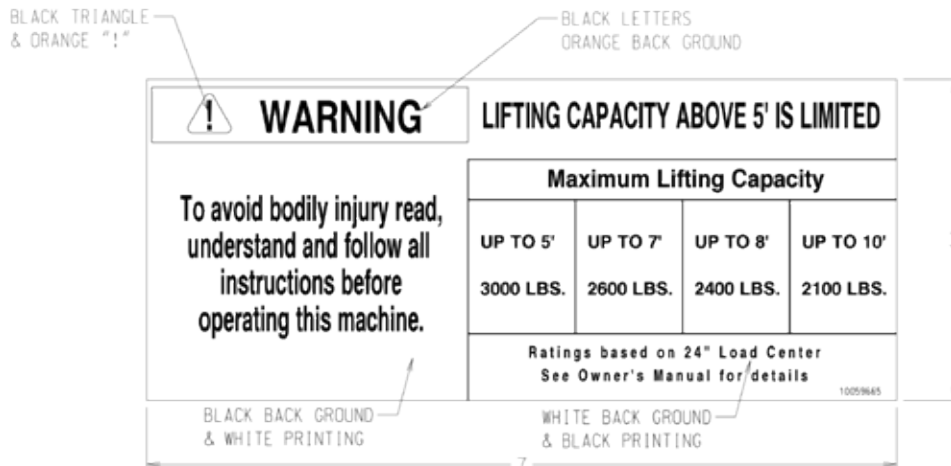 BLACK TRIANGLE
& ORANGE "!"
BLACK LETTERS
ORANGE BACK GROUND
! WARNING
LIFTING CAPACITY ABOVE 5' IS LIMITED
To avoid bodily injury read,
understand and follow all
instructions before
operating this machine.
Maximum Lifting Capacity
UP TO 5' UP TO 7' UP TO 8' UP TO 10'
3000 LBS. 2600 LBS. 2400 LBS. 2100 LBS.
Ratings based on 24" Load Center
See Owner's Manual for details
10059665
BLACK BACK GROUND
& WHITE PRINTING
WHITE BACK GROUND
& BLACK PRINTING
7